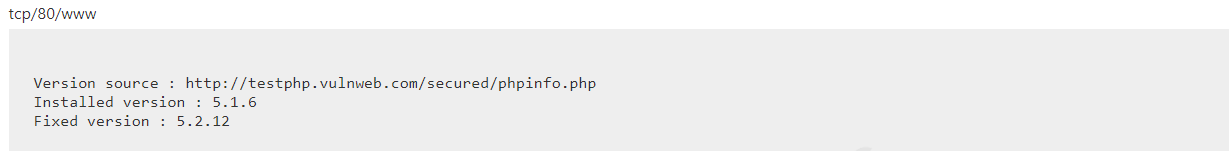 tcp/80/www
Version source : http://testphp.vulnweb.com/secured/phpinfo.php
Installed version : 5.1.6
Fixed version : 5.2.12